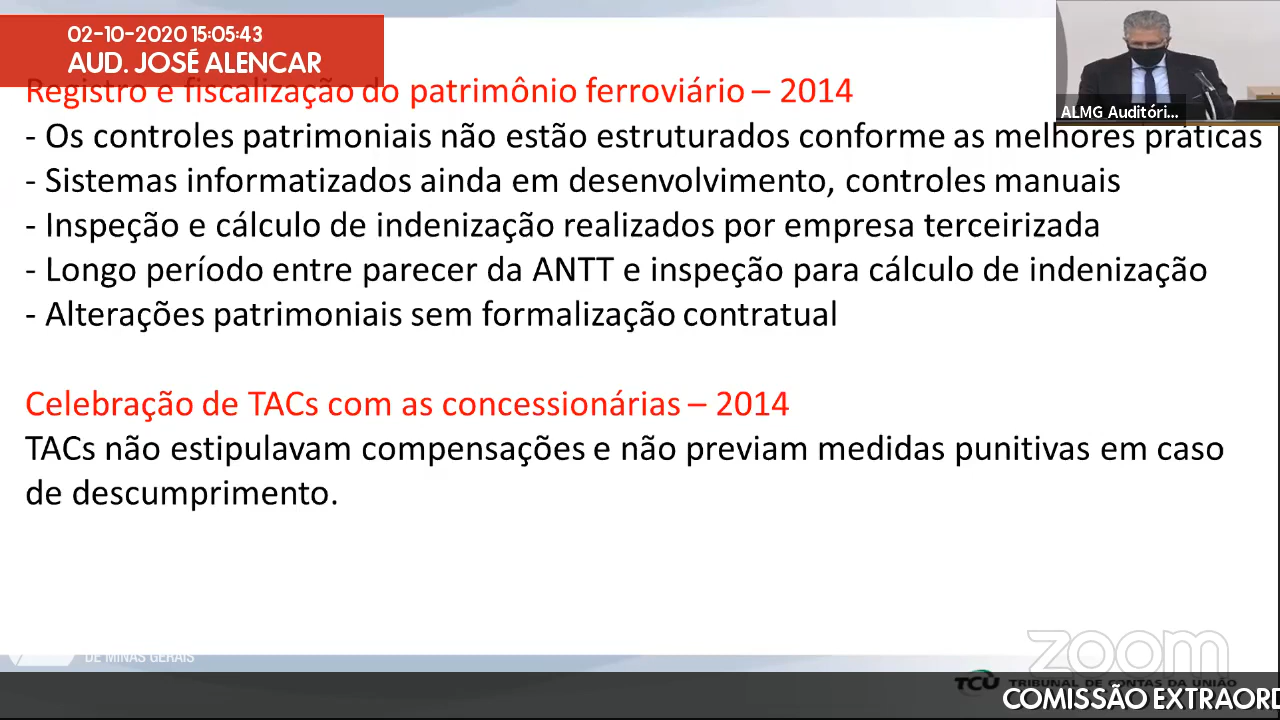 02-10-2020 15:05:43
AUD. JOSÉ ALENCAR
ALMG Auditóri...
Registro e fiscalização do patrimônio ferroviário – 2014
- Os controles patrimoniais não estão estruturados conforme as melhores práticas
- Sistemas informatizados ainda em desenvolvimento, controles manuais
- Inspeção e cálculo de indenização realizados por empresa terceirizada
- Longo período entre parecer da ANTT e inspeção para cálculo de indenização
- Alterações patrimoniais sem formalização contratual
Celebração de TACs com as concessionárias – 2014
TACs não estipulavam compensações e não previam medidas punitivas em caso
de descumprimento.
zoom
DE MINAS GERAIS
TCU TRIBUNAL DE CONTAS DA UNIÃO
COMISSÃO EXTRAORD